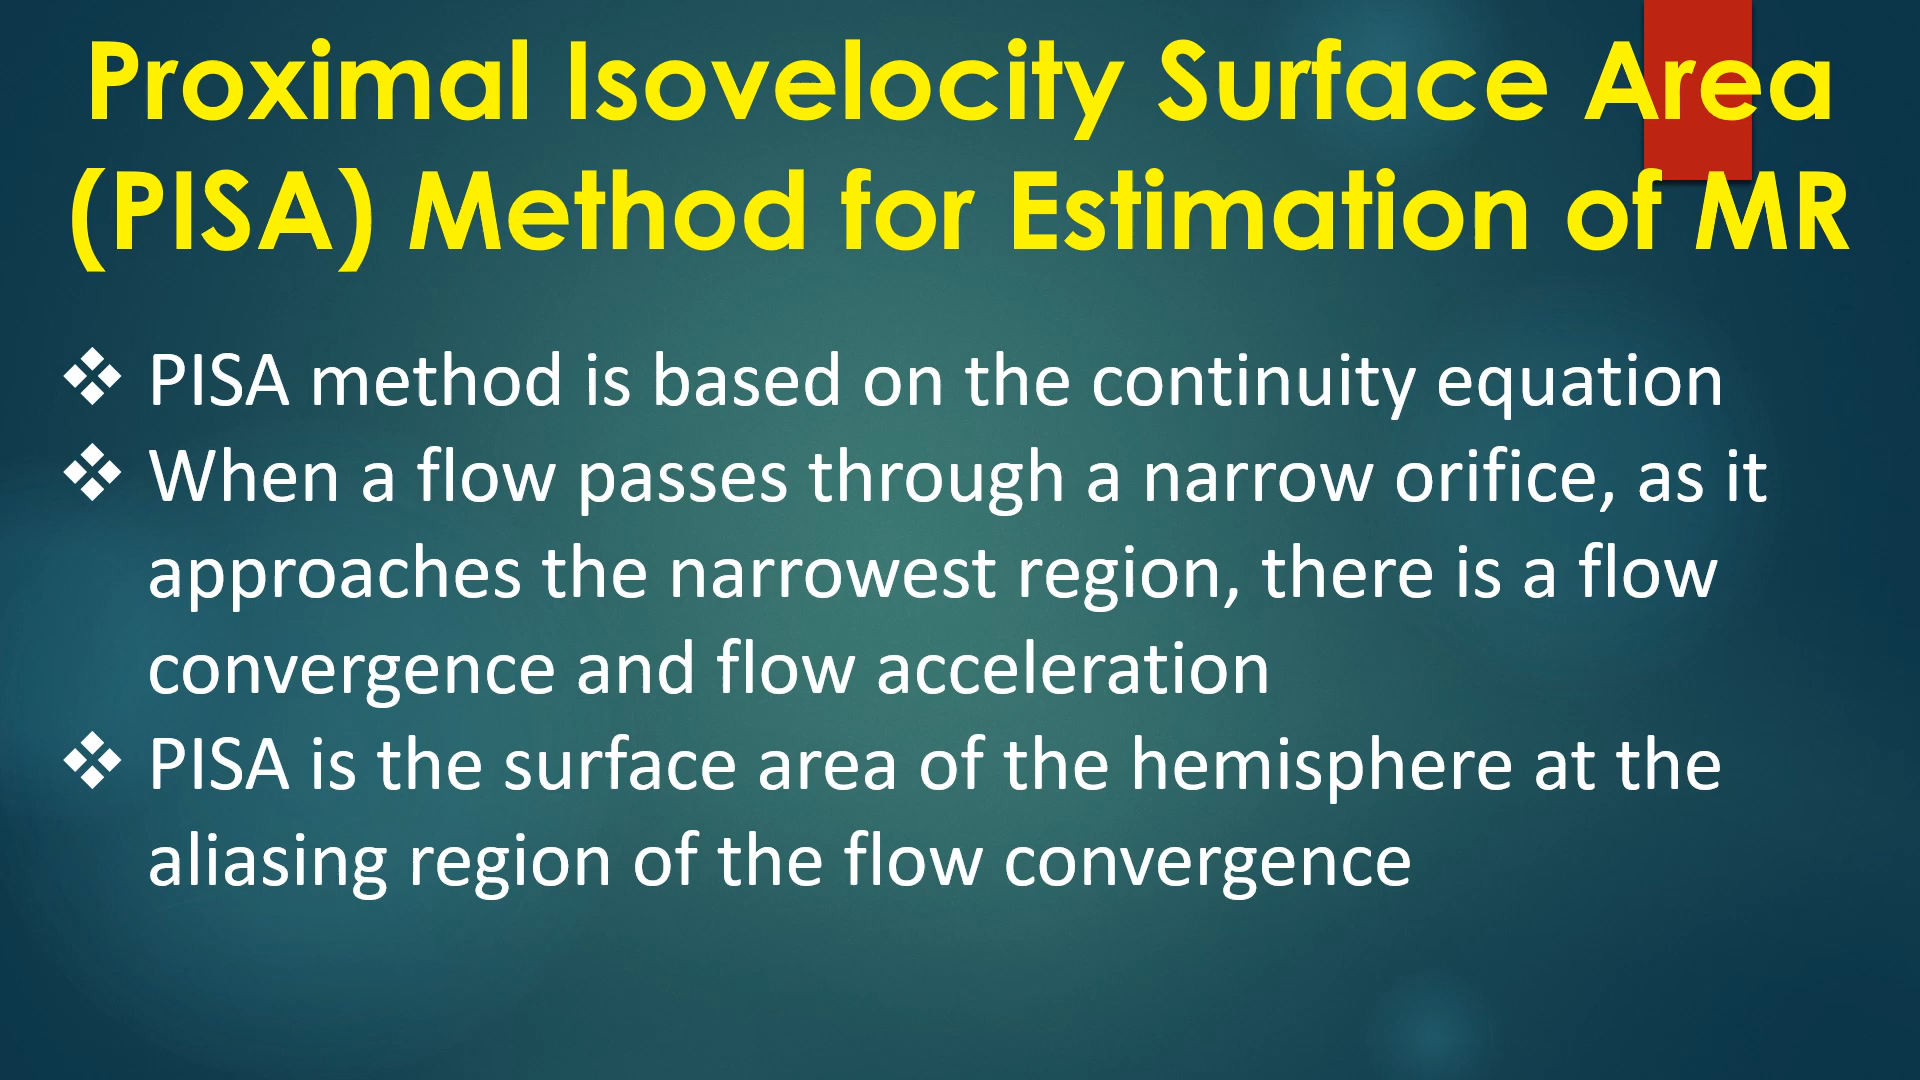 Proximal Isovelocity Surface Area
(PISA) Method for Estimation of MR
❖ PISA method is based on the continuity equation
❖ When a flow passes through a narrow orifice, as it
approaches the narrowest region, there is a flow
convergence and flow acceleration
❖ PISA is the surface area of the hemisphere at the
aliasing region of the flow convergence